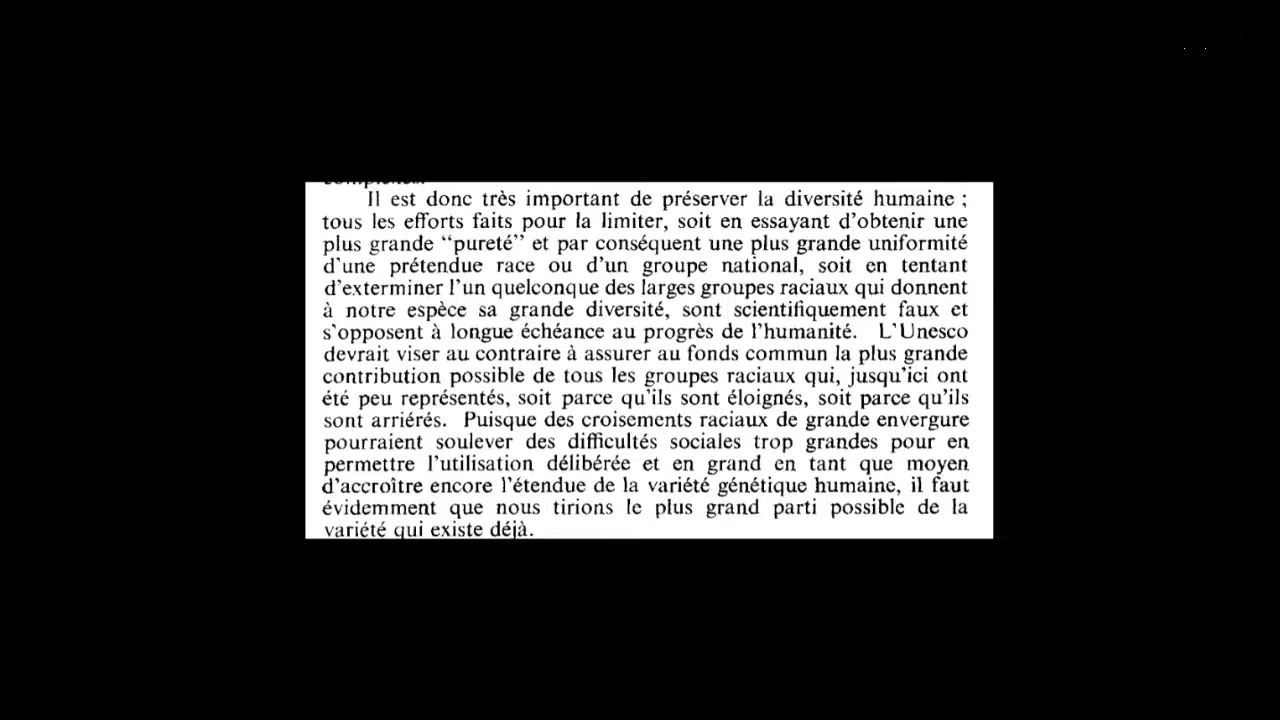 Il est donc très important de préserver la diversité humaine ;
tous les efforts faits pour la limiter, soit en essayant d'obtenir une
plus grande “pureté” et par conséquent une plus grande uniformité
d'une prétendue race ou d'un groupe national, soit en tentant
d'exterminer l'un quelconque des larges groupes raciaux qui donnent
à notre espèce sa grande diversité, sont scientifiquement faux et
s'opposent à longue échéance au progrès de l'humanité. L'Unesco
devrait viser au contraire à assurer au fonds commun la plus grande
contribution possible de tous les groupes raciaux qui, jusqu'ici ont
été peu représentés, soit parce qu'ils sont éloignés, soit parce qu'ils
sont arriérés. Puisque des croisements raciaux de grande envergure
pourraient soulever des difficultés sociales trop grandes pour en
permettre l'utilisation délibérée et en grand en tant que moyen
d'accroître encore l'étendue de la variété génétique humaine, il faut
évidemment que nous tirions le plus grand parti possible de la
variété qui existe déjà.